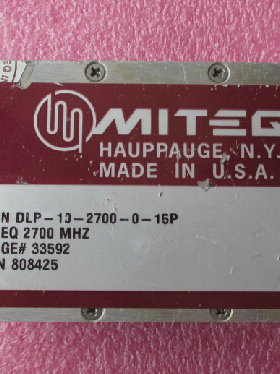 MITEQ
HAUPPAUGE, N.Y.
MADE IN U.S.A.
N DLP-10-2700-0-15P
EQ 2700 MHZ
GE# 33592
N 808425